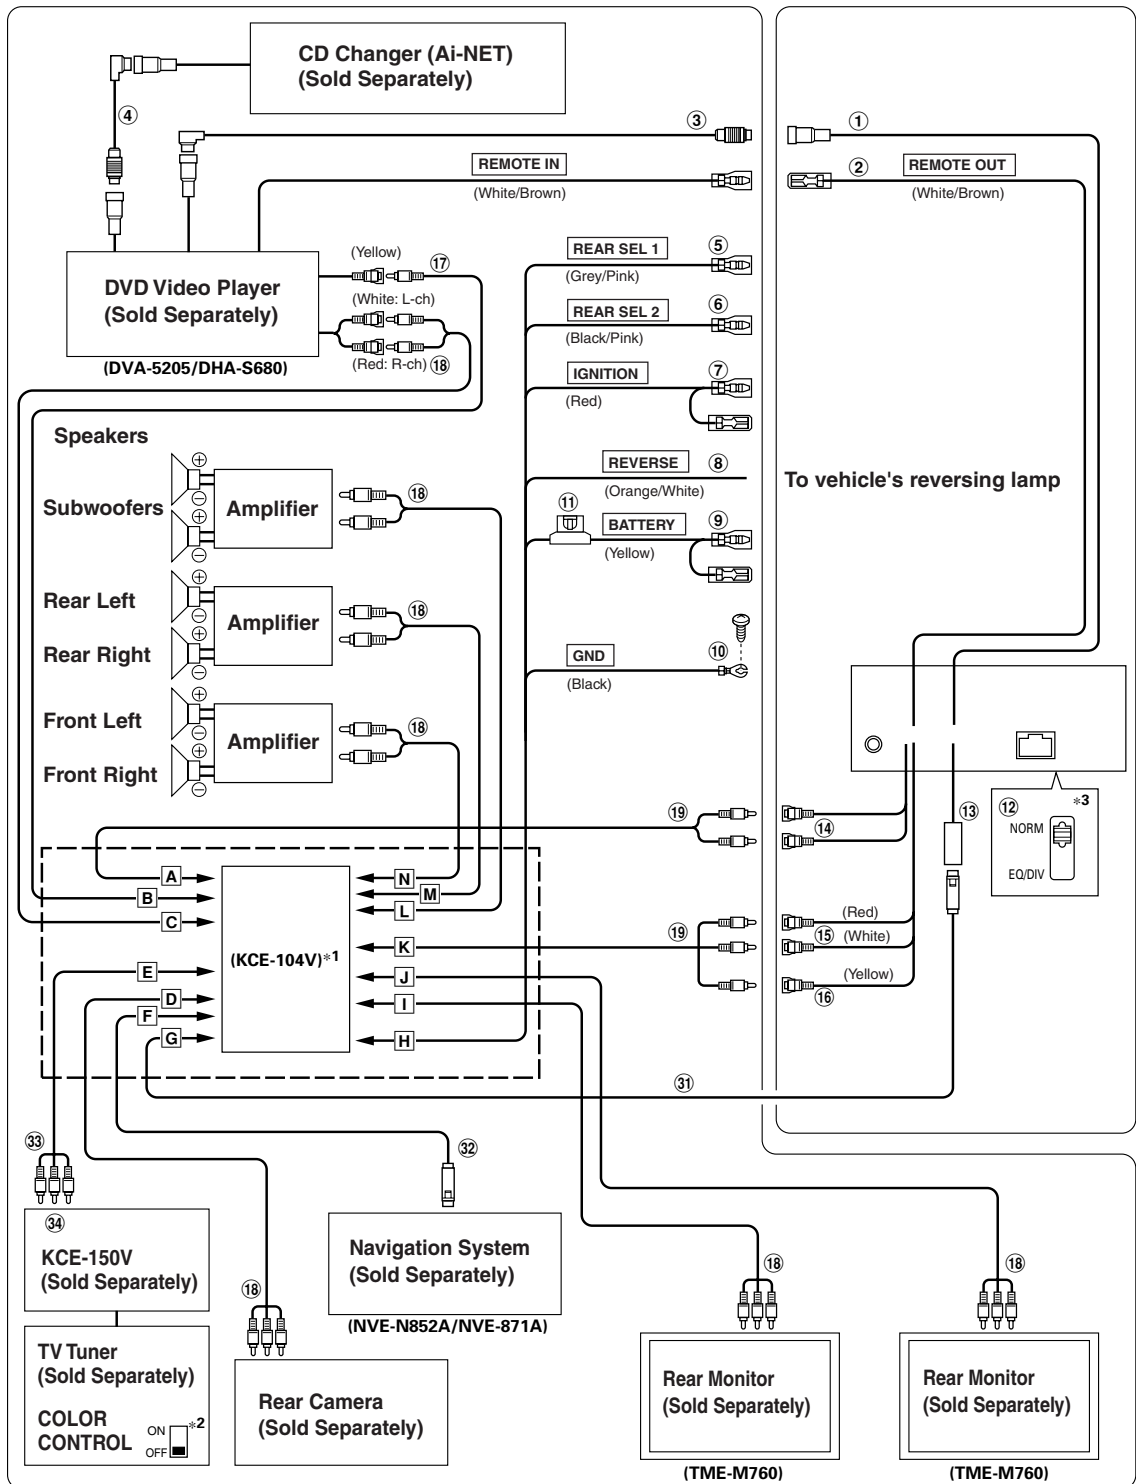 CD Changer (Ai-NET)
(Sold Separately)
④
③
①
REMOTE IN
(White/Brown)
②
REMOTE OUT
(White/Brown)
DVD Video Player
(Sold Separately)
(DVA-5205/DHA-S680)
(Yellow)
⑰
(White: L-ch)
(Red: R-ch)
⑱
REAR SEL 1
(Grey/Pink)
⑤
REAR SEL 2
(Black/Pink)
⑥
IGNITION
(Red)
⑦
REVERSE
(Orange/White)
⑧
To vehicle's reversing lamp
⑪
BATTERY
(Yellow)
⑨
GND
(Black)
⑩
Speakers
Subwoofers
⊕
⊖
⊕
⊖
Amplifier
⑱
Rear Left
Rear Right
⊕
⊖
⊕
⊖
Amplifier
⑱
Front Left
Front Right
⊕
⊖
⊕
⊖
Amplifier
⑱
⑲
⑭
⑬
⑫
*3
NORM
EQ/DIV
A
B
C
E
D
F
G
(KCE-104V)*1
N
M
L
K
J
I
H
⑲
(Red)
⑮
(White)
(Yellow)
⑯
㉛
㉝
㉞
KCE-150V
(Sold Separately)
TV Tuner
(Sold Separately)
COLOR
CONTROL
ON
OFF
*2
⑱
Rear Camera
(Sold Separately)
㉜
Navigation System
(Sold Separately)
(NVE-N852A/NVE-871A)
⑱
Rear Monitor
(Sold Separately)
(TME-M760)
⑱
Rear Monitor
(Sold Separately)
(TME-M760)